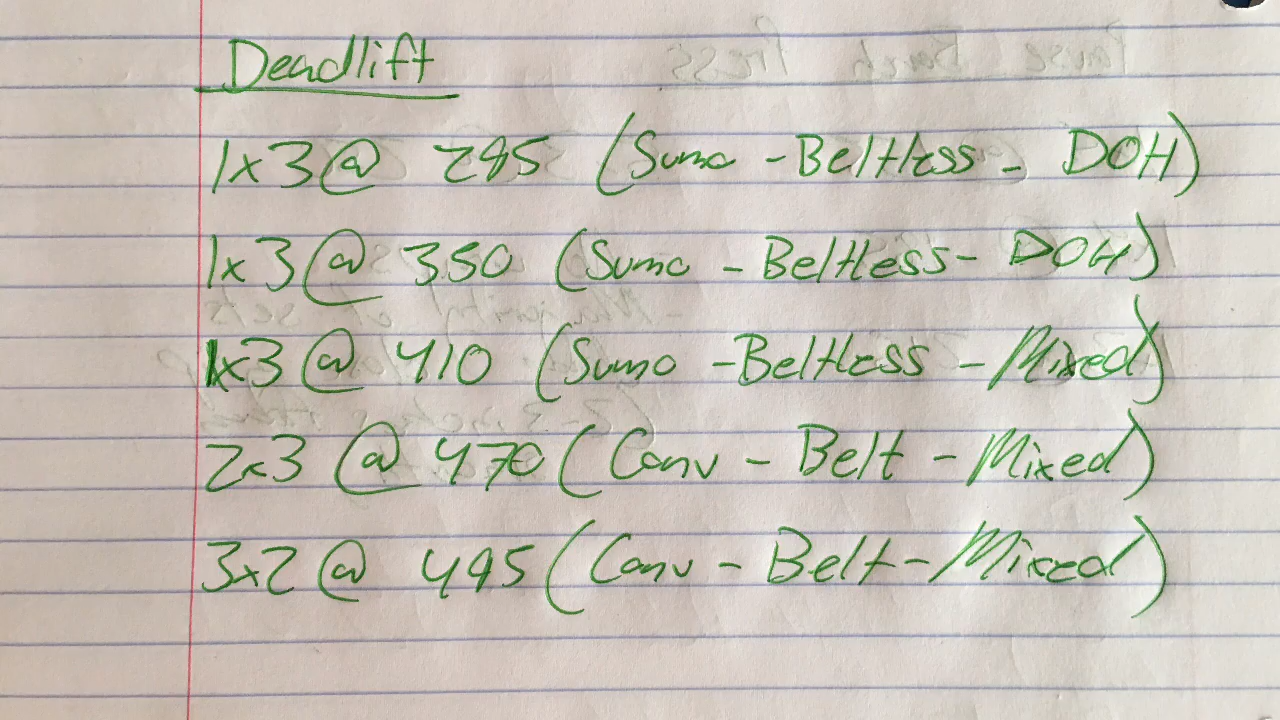 Deadlift
1x3@ 295 (Sumo - Beltless - DOH)
1x3@ 350 (Sumo - Beltless - DOH)
1x3 @ 410 (Sumo - Beltless - Mixed)
2x3 @ 470 (Conv - Belt - Mixed)
3x2 @ 495 (Conv - Belt - Mixed)